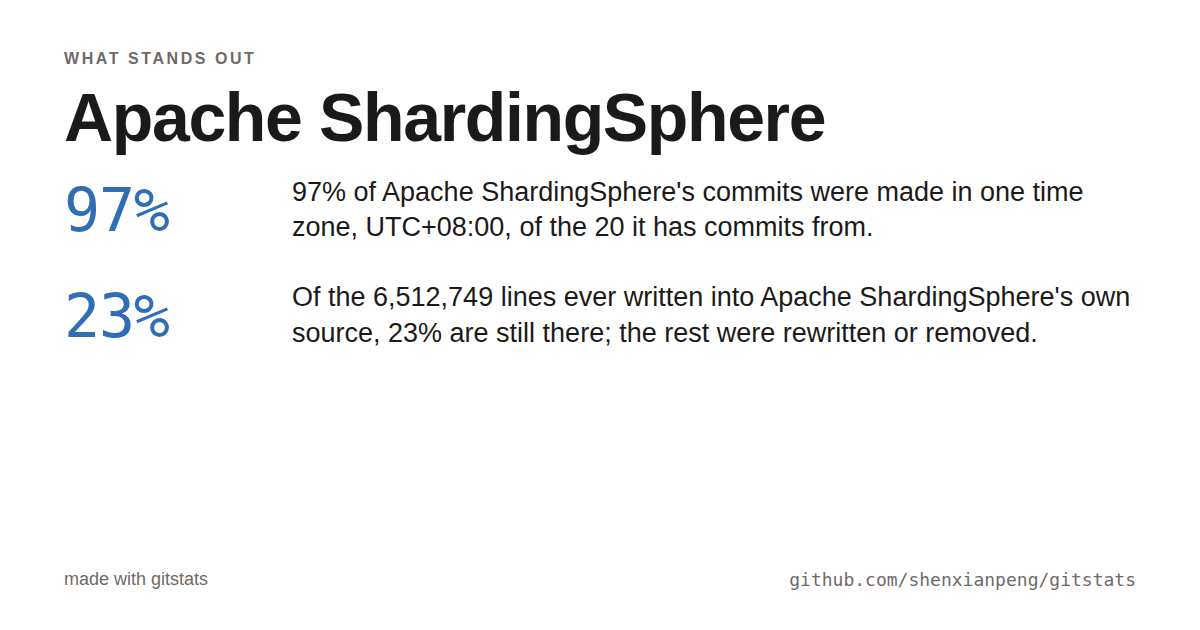 WHAT STANDS OUT
Apache ShardingSphere
97%
97% of Apache ShardingSphere's commits were made in one time
zone, UTC+08:00, of the 20 it has commits from.
23%
Of the 6,512,749 lines ever written into Apache ShardingSphere's own
source, 23% are still there; the rest were rewritten or removed.
made with gitstats
github.com/shenxianpeng/gitstats